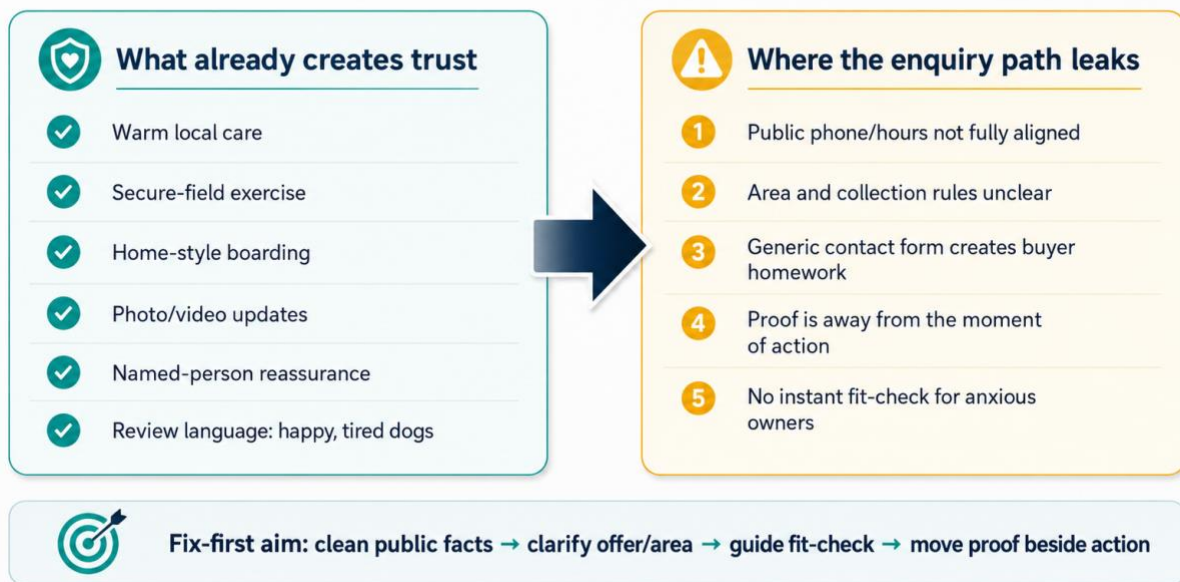 What already creates trust
Warm local care
Secure-field exercise
Home-style boarding
Photo/video updates
Named-person reassurance
Review language: happy, tired dogs
Where the enquiry path leaks
1 Public phone/hours not fully aligned
2 Area and collection rules unclear
3 Generic contact form creates buyer
homework
4 Proof is away from the moment
of action
5 No instant fit-check for anxious
owners
Fix-first aim: clean public facts → clarify offer/area → guide fit-check → move proof beside action